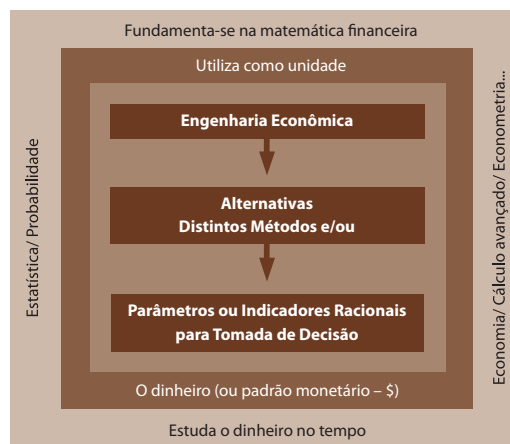 Fundamenta-se na matemática financeira
Utiliza como unidade
Engenharia Econômica
Alternativas
Distintos Métodos e/ou
Parâmetros ou Indicadores Racionais
para Tomada de Decisão
O dinheiro (ou padrão monetário – $)
Estuda o dinheiro no tempo
Estatística/ Probabilidade
Economia/ Cálculo avançado/ Econometria...